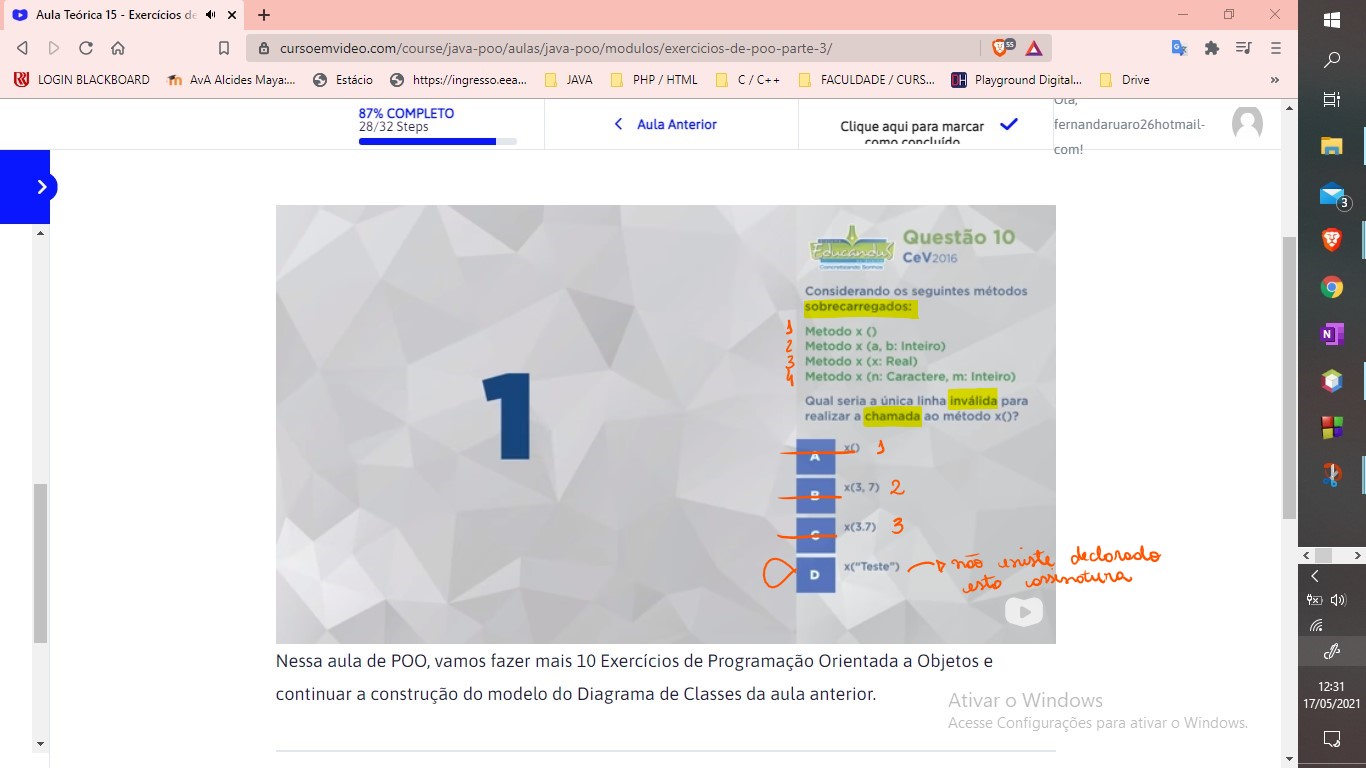 Aula Teórica 15 - Exercícios de
cursoemvideo.com/course/java-poo/aulas/java-poo/modulos/exercicios-de-poo-parte-3/
55
LOGIN BLACKBOARD
AvA Alcides Maya:...
Estácio
https://ingresso.eea...
JAVA
PHP / HTML
C / C++
FACULDADE / CURS...
Playground Digital...
Drive
»
87% COMPLETO
28/32 Steps
Aula Anterior
Clique aqui para marcar
como concluído
Olá,
fernandaruaro26hotmail-
com!
Educandus
Concretizando Sonhos
Questão 10
CeV2016
Considerando os seguintes métodos
sobrecarregados:
1 Metodo x ()
2 Metodo x (a, b: Inteiro)
3 Metodo x (x: Real)
4 Metodo x (n: Caractere, m: Inteiro)
Qual seria a única linha inválida para
realizar a chamada ao método x()?
1
A x() 1
B x(3, 7) 2
C x(3.7) 3
D x("Teste") não existe declarado
esta assinatura
Nessa aula de POO, vamos fazer mais 10 Exercícios de Programação Orientada a Objetos e
continuar a construção do modelo do Diagrama de Classes da aula anterior.
Ativar o Windows
Acesse Configurações para ativar o Windows.
3
N
12:31
17/05/2021